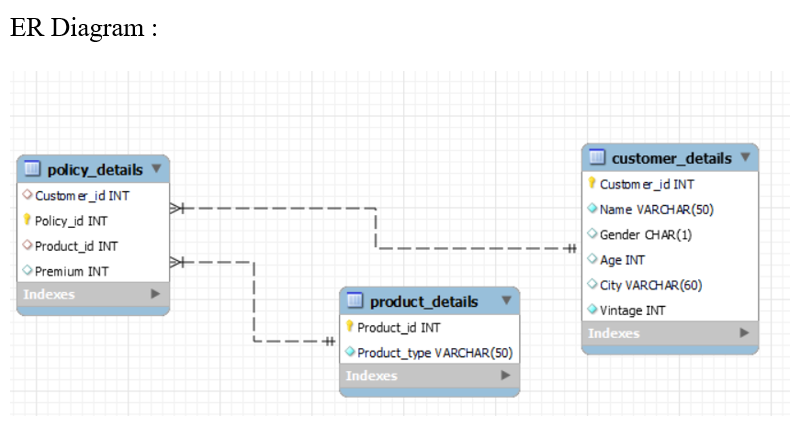 ER Diagram :
policy_details
Customer_id INT
Policy_id INT
Product_id INT
Premium INT
Indexes
product_details
Product_id INT
Product_type VARCHAR(50)
Indexes
customer_details
Customer_id INT
Name VARCHAR(50)
Gender CHAR(1)
Age INT
City VARCHAR(60)
Vintage INT
Indexes